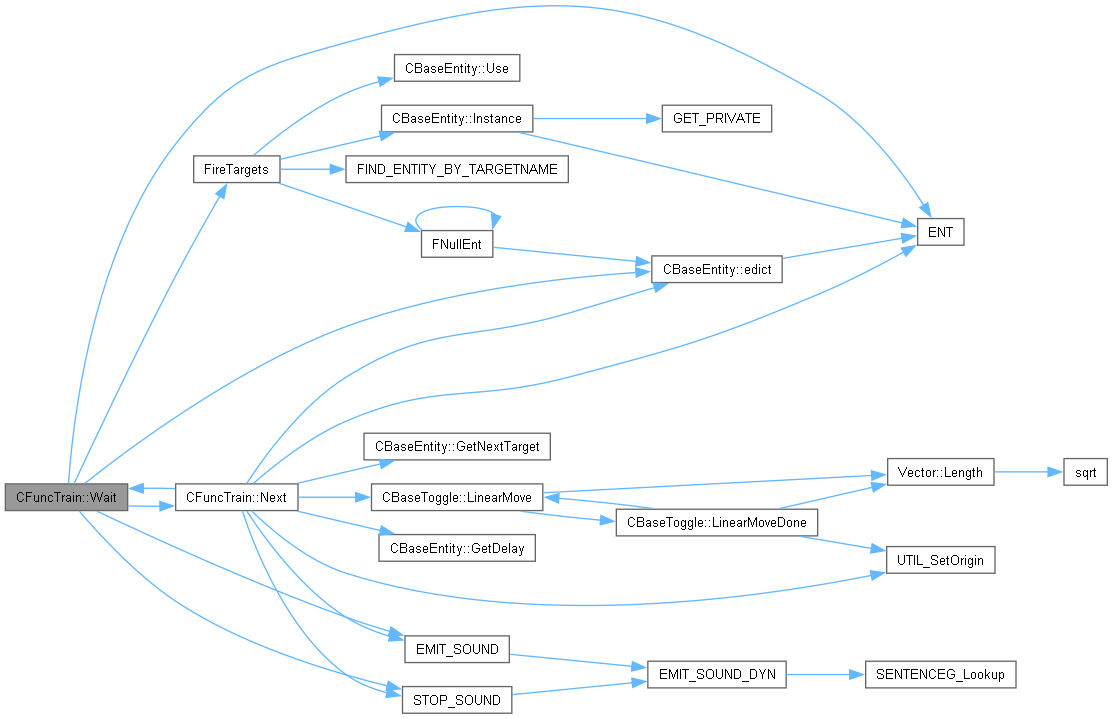 CBaseEntity::Use
CBaseEntity::Instance
GET_PRIVATE
FireTargets
FIND_ENTITY_BY_TARGETNAME
ENT
FNullEnt
CBaseEntity::edict
CBaseEntity::GetNextTarget
Vector::Length
sqrt
CFuncTrain::Wait
CFuncTrain::Next
CBaseToggle::LinearMove
CBaseToggle::LinearMoveDone
CBaseEntity::GetDelay
UTIL_SetOrigin
EMIT_SOUND
EMIT_SOUND_DYN
SENTENCEG_Lookup
STOP_SOUND